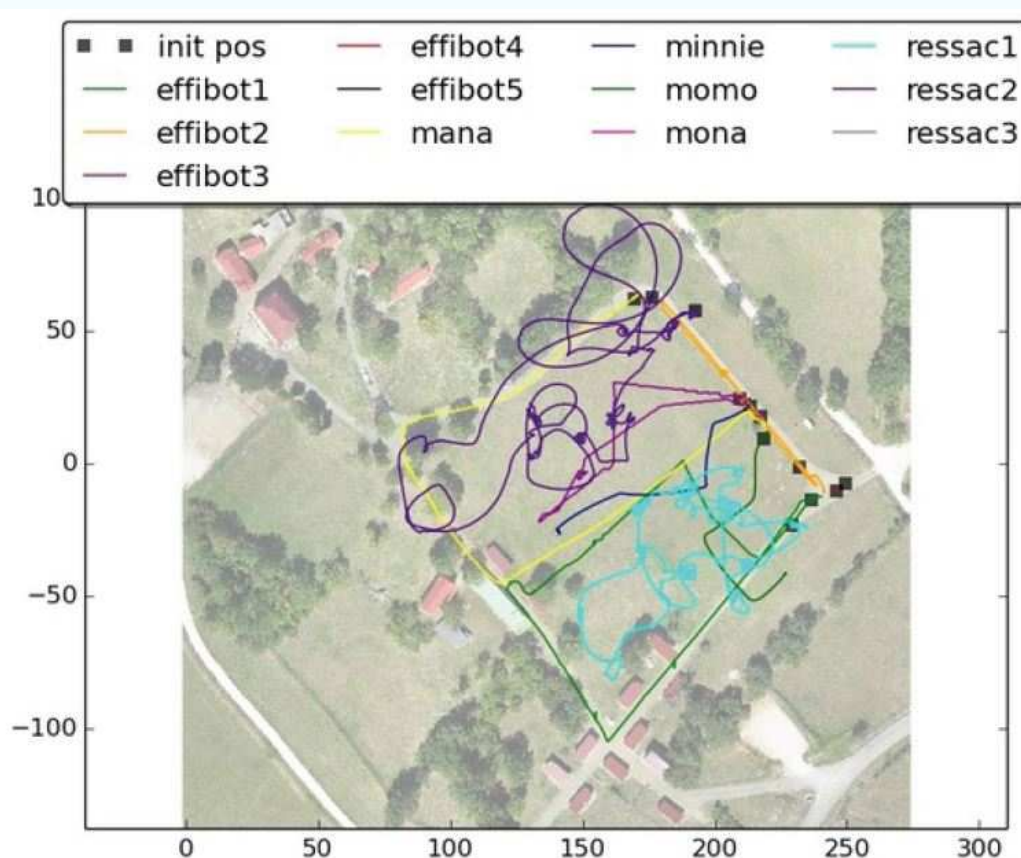 init pos effibot4 minnie ressac1
effibot1 effibot5 momo ressac2
effibot2 mana mona ressac3
effibot3
10
50
0
−50
−100
0 50 100 150 200 250 300